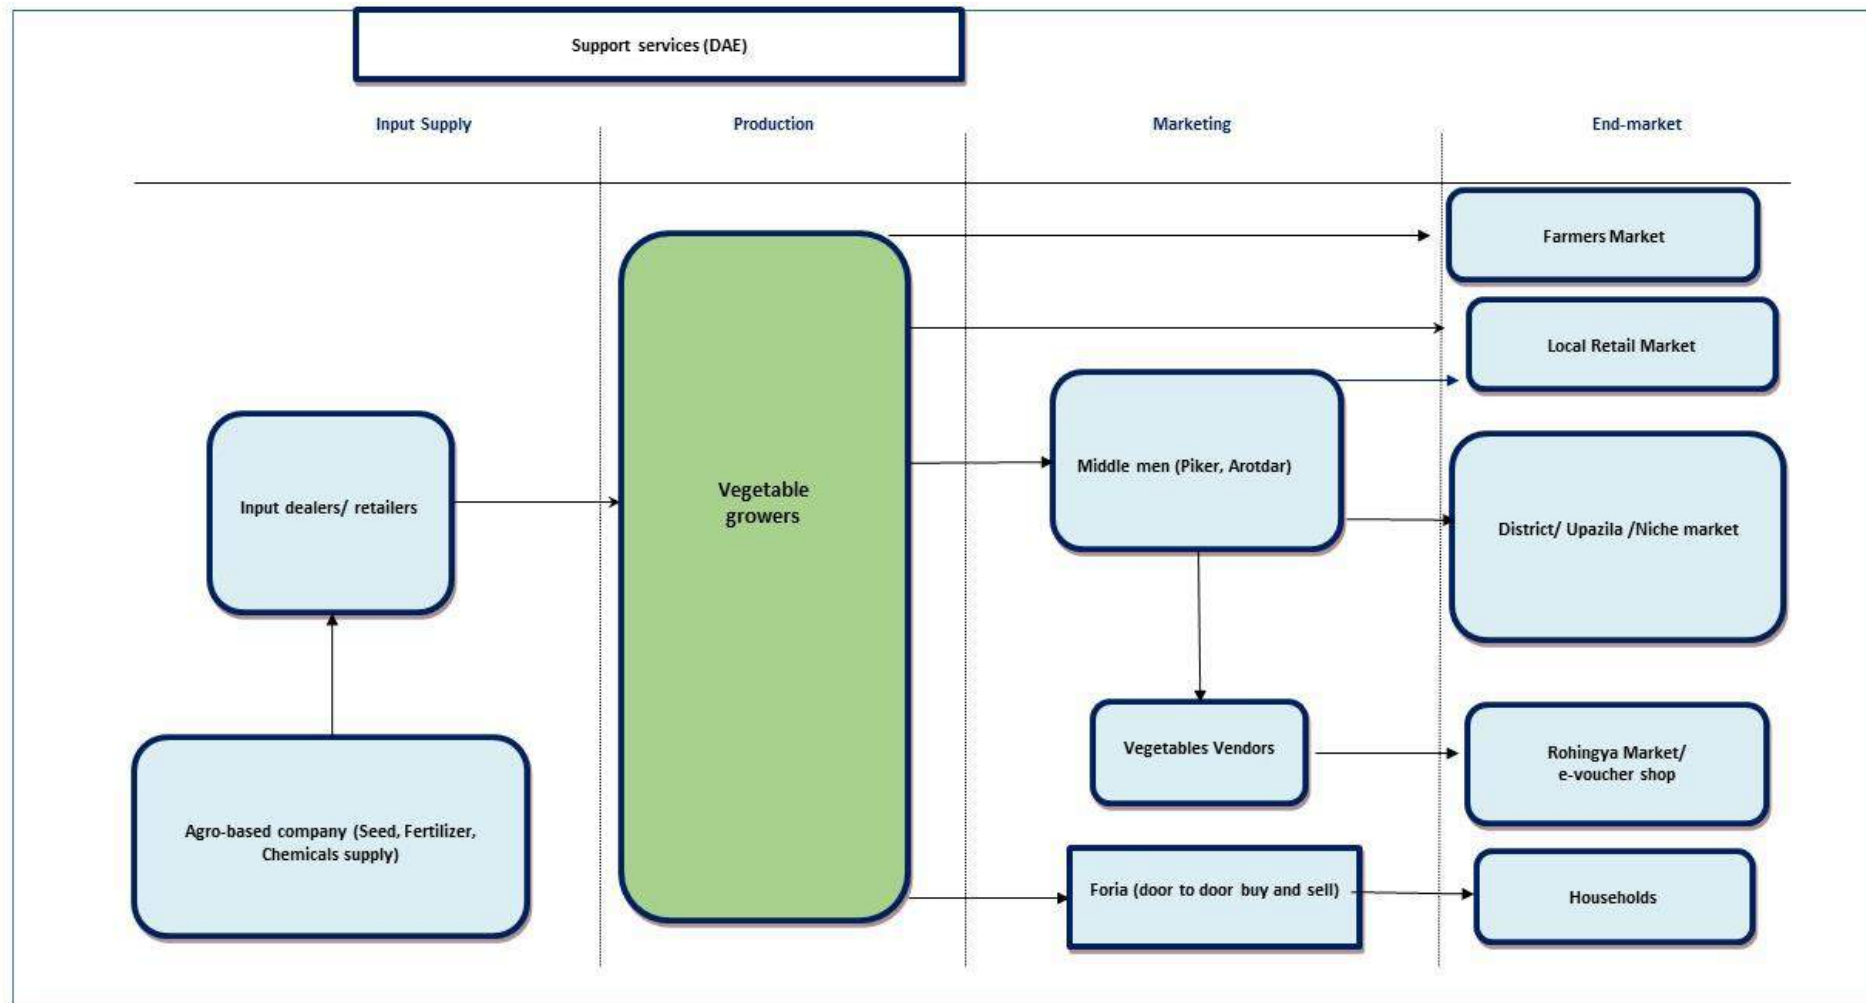 Support services (DAE)
Input Supply
Production
Marketing
End-market
Farmers Market
Local Retail Market
Middle men (Piker, Arotdar)
Vegetable
growers
Input dealers/ retailers
District/ Upazila /Niche market
Vegetables Vendors
Rohingya Market/
e-voucher shop
Agro-based company (Seed, Fertilizer,
Chemicals supply)
Foria (door to door buy and sell)
Households